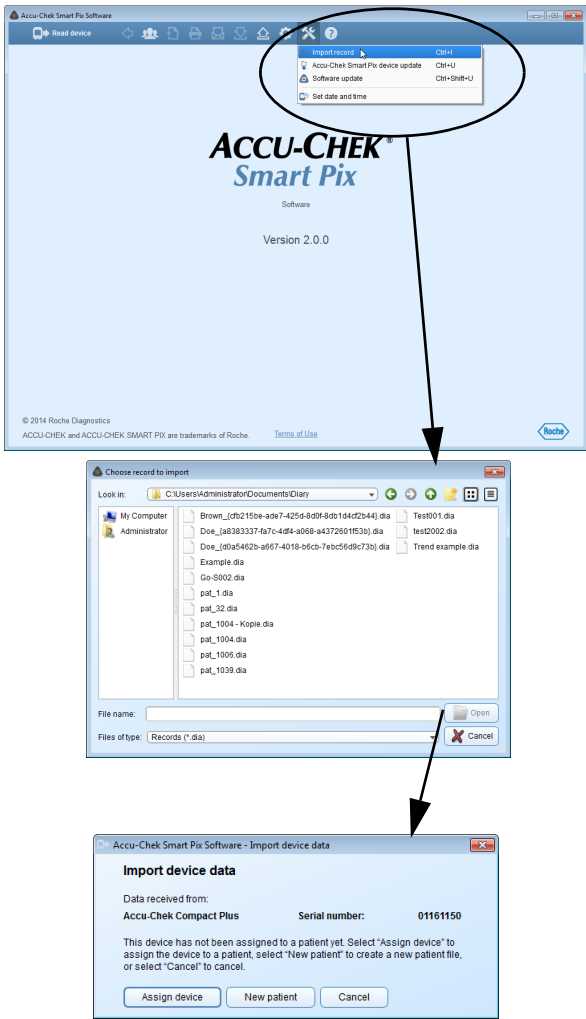 Accu-Chek Smart Pix Software
Read device
Import record Ctrl+I
Accu-Chek Smart Pix device update Ctrl+U
Software update Ctrl+Shift+U
Set date and time
ACCU-CHEK®
Smart Pix
Software
Version 2.0.0
© 2014 Roche Diagnostics
ACCU-CHEK and ACCU-CHEK SMART PIX are trademarks of Roche. Terms of Use
Roche
Choose record to import
Look in: C:\Users\Administrator\Documents\Diary
My Computer
Administrator
Brown_{cfb215be-ade7-425d-8d0f-8db1d4cf2b44}.dia
Doe_{a8383337-fa7c-4df4-a068-a4372601f53b}.dia
Doe_{d0a5462b-a667-4018-b6cb-7ebc56d9c73b}.dia
Example.dia
Go-S002.dia
pat_1.dia
pat_32.dia
pat_1004 - Kopie.dia
pat_1004.dia
pat_1006.dia
pat_1039.dia
Test001.dia
test2002.dia
Trend example.dia
File name: Open
Files of type: Records (*.dia) Cancel
Accu-Chek Smart Pix Software - Import device data
Import device data
Data received from:
Accu-Chek Compact Plus Serial number: 01161150
This device has not been assigned to a patient yet. Select "Assign device" to
assign the device to a patient, select "New patient" to create a new patient file,
or select "Cancel" to cancel.
Assign device New patient Cancel